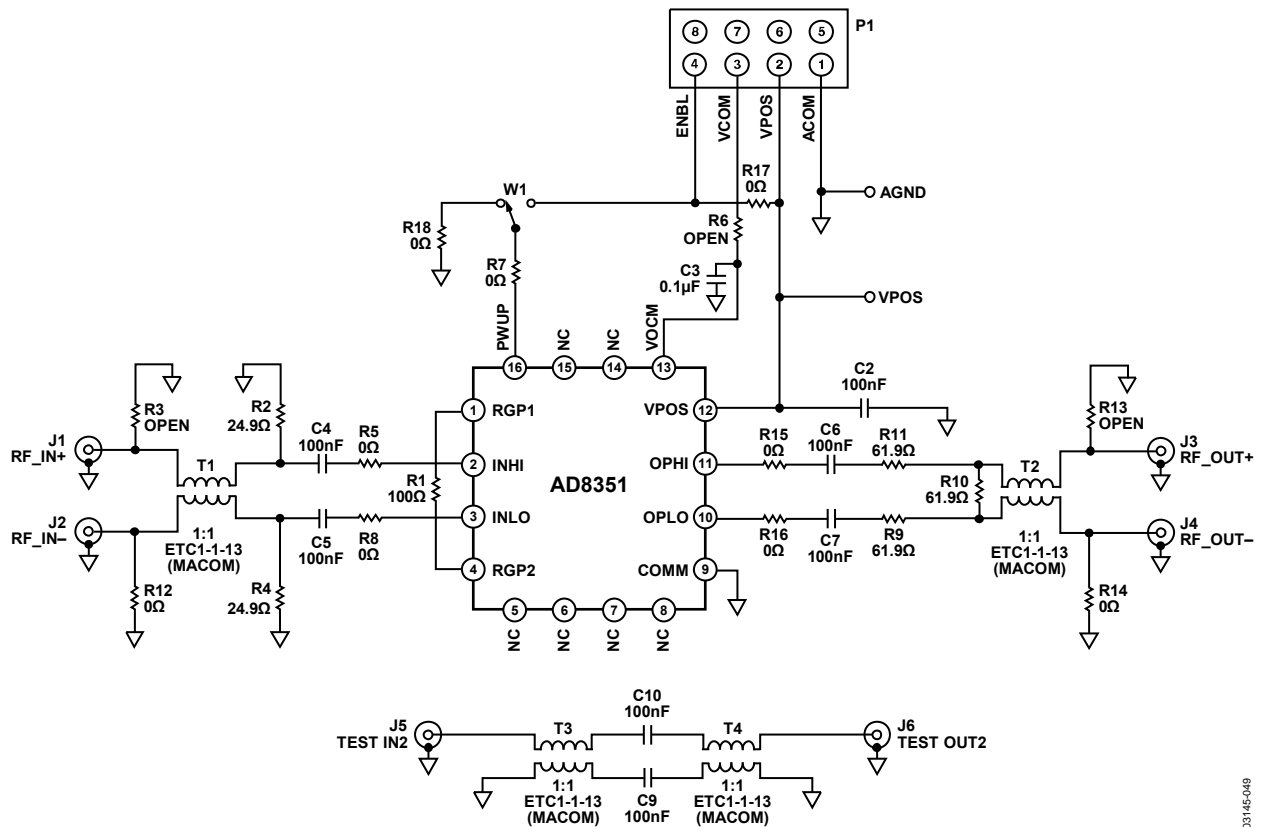 8 7 6 5 P1
4 3 2 1
ENBL
VCOM
VPOS
ACOM
R17
0Ω
AGND
W1
R18
0Ω
R6
OPEN
R7
0Ω
C3
0.1µF
VPOS
PWUP
NC
NC
VOCM
16 15 14 13
C2
100nF
R3
OPEN
R2
24.9Ω
1 RGP1
VPOS 12
R13
OPEN
J1
RF_IN+
C4
100nF
R5
0Ω
R15
0Ω
C6
100nF
R11
61.9Ω
J3
RF_OUT+
T1
2 INHI
OPHI 11
T2
R1
100Ω
AD8351
R10
61.9Ω
J2
RF_IN–
3 INLO
OPLO 10
J4
RF_OUT–
1:1
ETC1-1-13
(MACOM)
C5
100nF
R8
0Ω
R16
0Ω
C7
100nF
R9
61.9Ω
1:1
ETC1-1-13
(MACOM)
R12
0Ω
R4
24.9Ω
4 RGP2
COMM 9
R14
0Ω
5 6 7 8
NC
NC
NC
NC
C10
100nF
J5
TEST IN2
T3
T4
J6
TEST OUT2
1:1
ETC1-1-13
(MACOM)
C9
100nF
1:1
ETC1-1-13
(MACOM)
03145-049